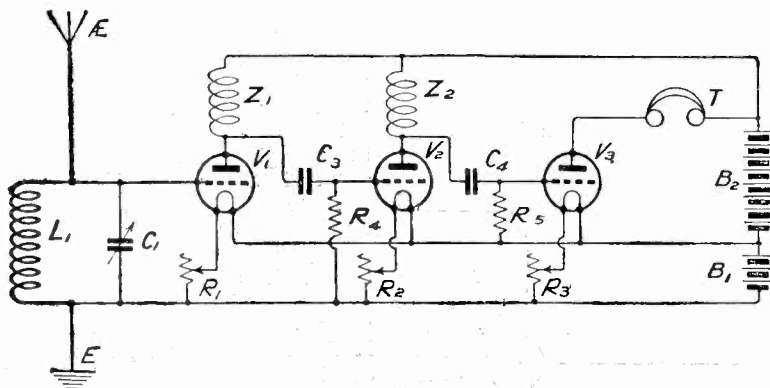 Æ
Z₁
Z₂
T
V₁
C₃
V₂
C₄
V₃
B₂
L₁
C₁
R₄
R₅
R₁
R₂
R₃
B₁
E